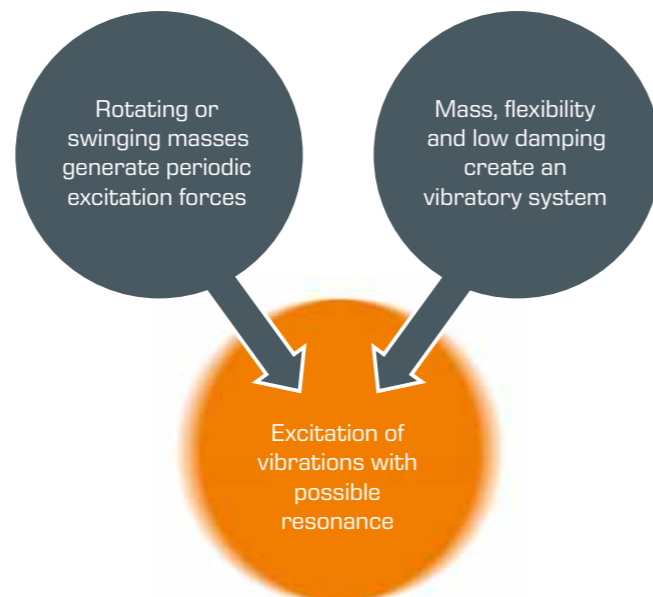 Rotating or
swinging masses
generate periodic
excitation forces
Mass, flexibility
and low damping
create an
vibratory system
Excitation of
vibrations with
possible
resonance